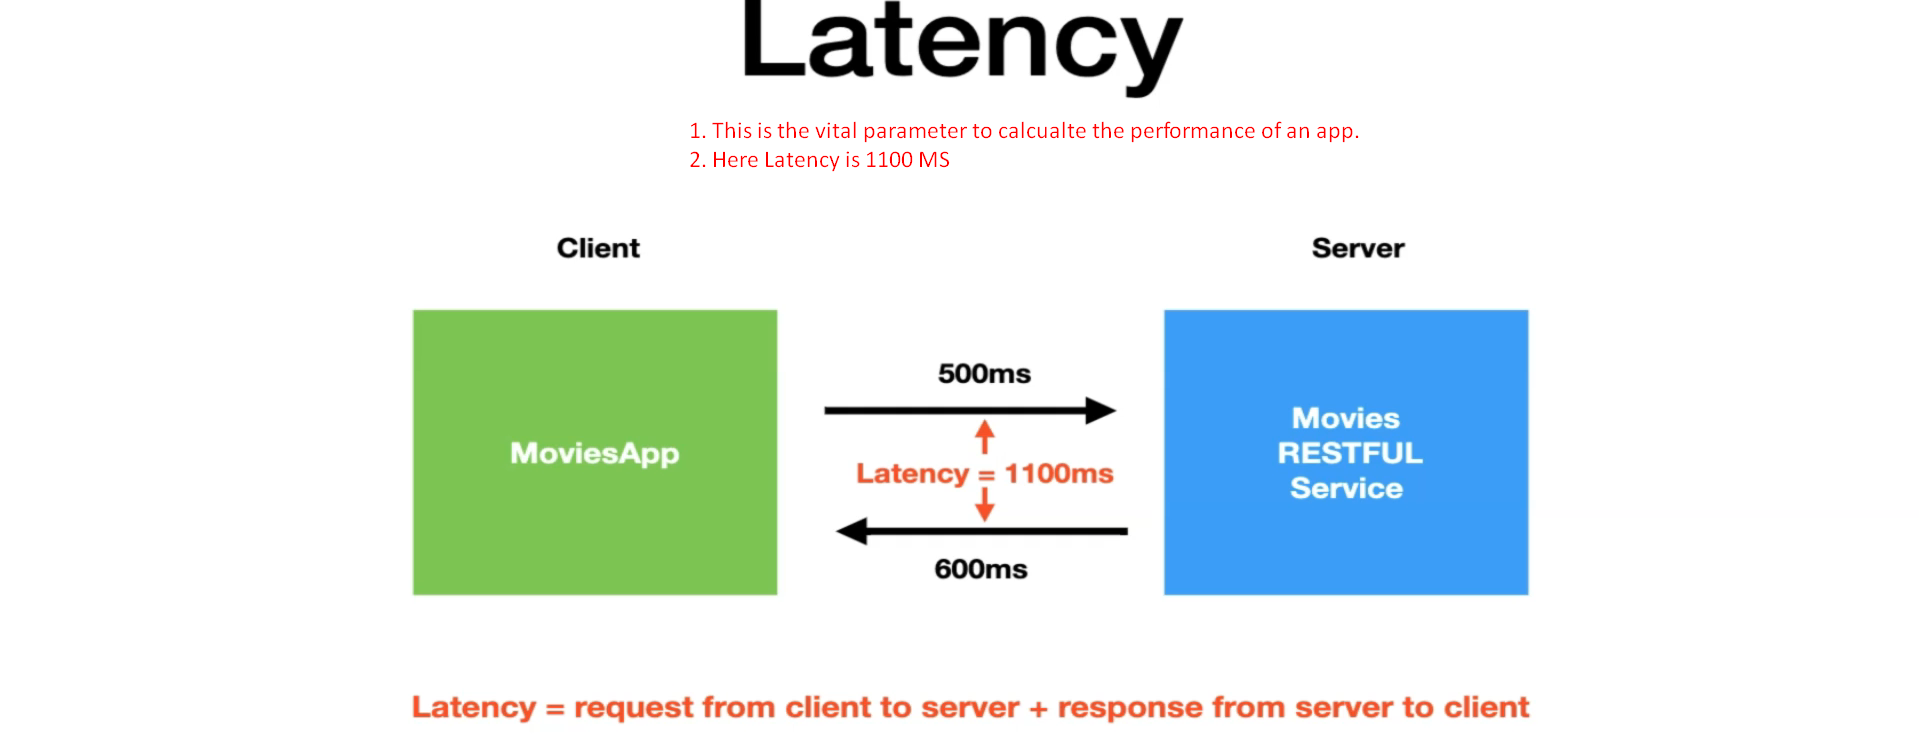 Latency
1. This is the vital parameter to calcualte the performance of an app.
2. Here Latency is 1100 MS
Client
Server
500ms
MoviesApp
Latency = 1100ms
Movies
RESTFUL
Service
600ms
Latency = request from client to server + response from server to client